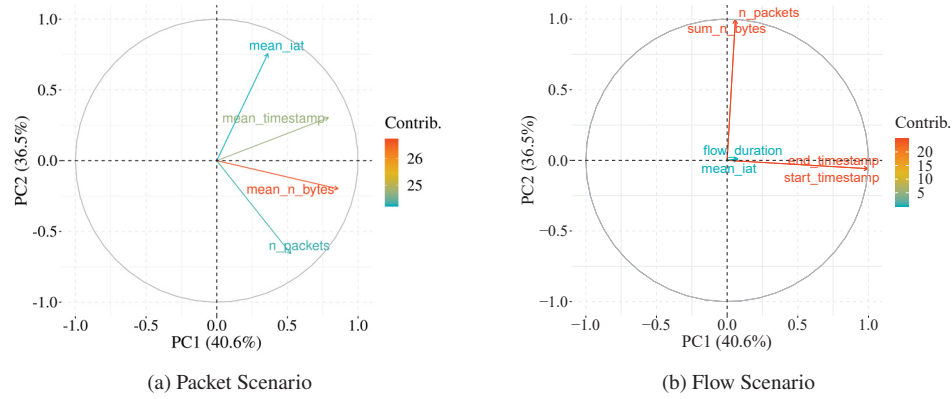 mean_iat
mean_timestamp
mean_n_bytes
n_packets
1.0
0.5
0.0
-0.5
-1.0
PC2 (36.5%)
-1.0
-0.5
0.0
0.5
1.0
PC1 (40.6%)
Contrib.
26
25
(a) Packet Scenario
n_packets
sum_n_bytes
flow_duration
mean_iat
end_timestamp
start_timestamp
1.0
0.5
0.0
−0.5
−1.0
PC2 (36.5%)
−1.0
−0.5
0.0
0.5
1.0
PC1 (40.6%)
Contrib.
20
15
10
5
(b) Flow Scenario